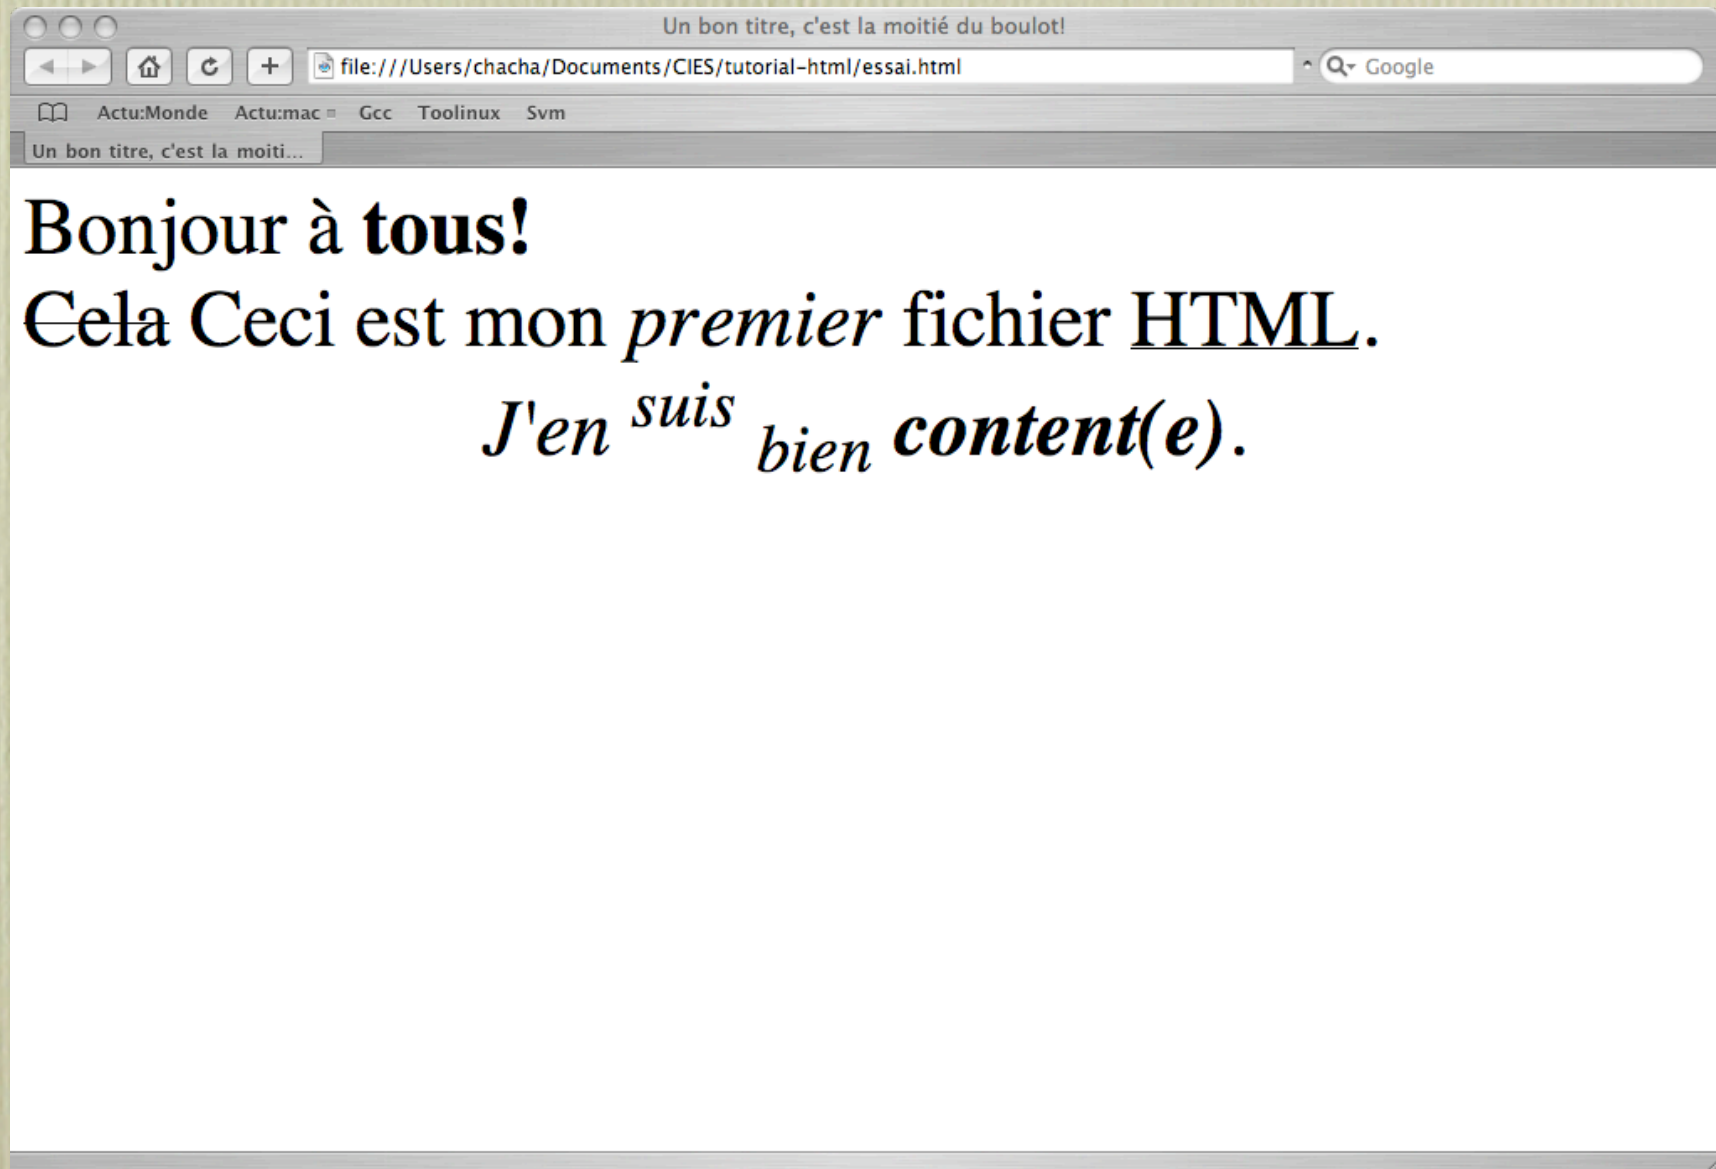 Un bon titre, c'est la moitié du boulot!
file:///Users/chacha/Documents/CIES/tutorial-html/essai.html
Google
Actu:Monde Actu:mac Gcc Toolinux Svm
Un bon titre, c'est la moiti...
Bonjour à tous!
Cela Ceci est mon premier fichier HTML.
J'en suis bien content(e).